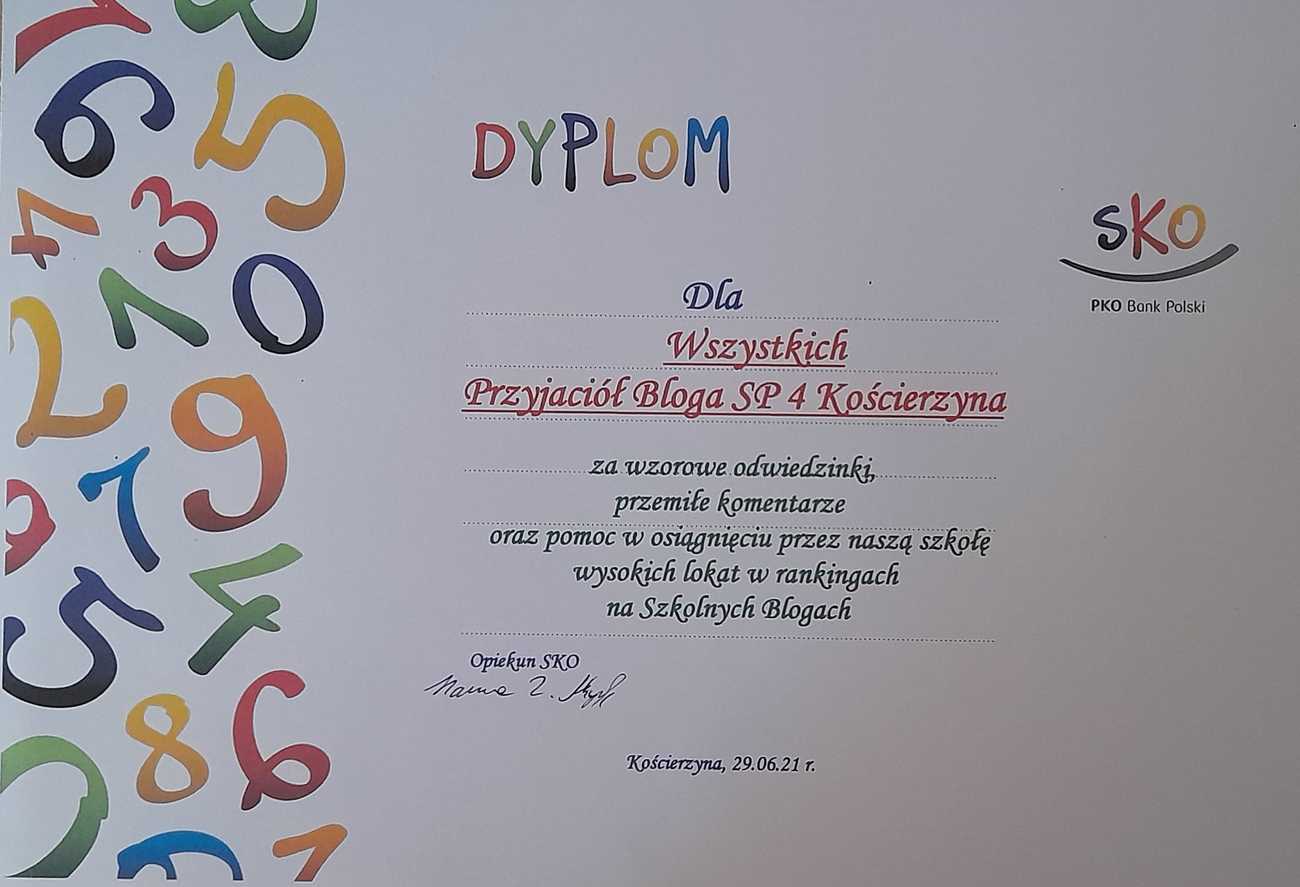 DYPLOM
SKO
PKO Bank Polski
Dla
Wszystkich
Przyjaciół Bloga SP 4 Kościerzyna
za wzorowe odwiedzinki,
przemiłe komentarze
oraz pomoc w osiągnięciu przez naszą szkołę
wysokich lokat w rankingach
na Szkolnych Blogach
Opiekun SKO
Kościerzyna, 29.06.21 r.